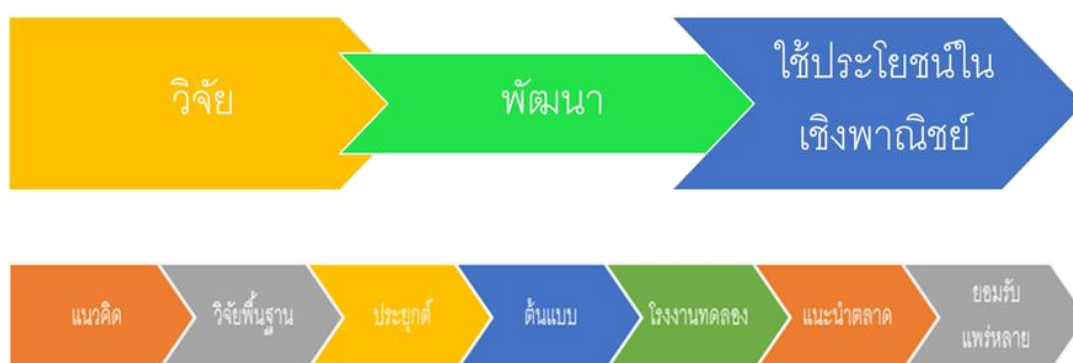 วิจัย
พัฒนา
ใช้ประโยชน์ใน
เชิงพาณิชย์
แนวคิด
วิจัยพื้นฐาน
ประยุกต์
ต้นแบบ
โรงงานทดลอง
แนะนำตลาด
ยอมรับ
แพร่หลาย